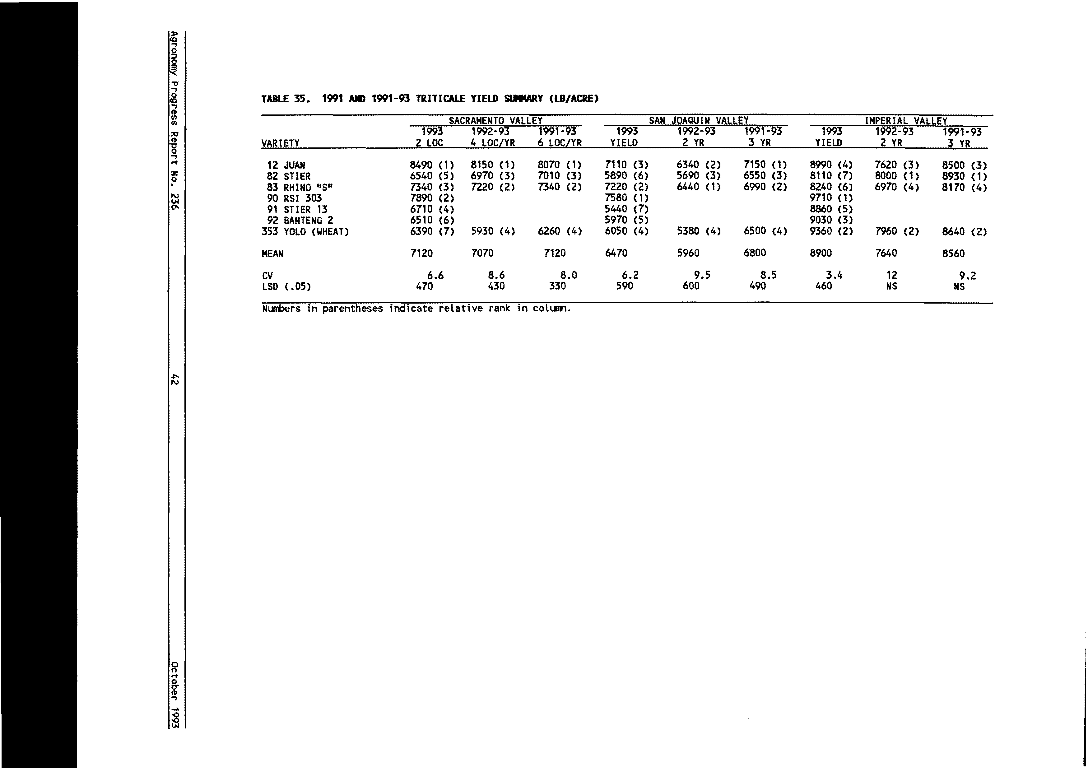 TABLE 35. 1991 AND 1991-93 TRITICALE YIELD SUMMARY (LB/ACRE)
SACRAMENTO VALLEY SAN JOAQUIN VALLEY IMPERIAL VALLEY
1993 1992-93 1991-93 1993 1992-93 1991-93 1993 1992-93 1991-93
VARIETY 2 LOC 4 LOC/YR 6 LOC/YR YIELD 2 YR 3 YR YIELD 2 YR 3 YR
12 JUAN 8490 (1) 8150 (1) 8070 (1) 7110 (3) 6340 (2) 7150 (1) 8990 (4) 7620 (3) 8500 (3)
82 STIER 6540 (5) 6970 (3) 7010 (3) 5890 (6) 5690 (3) 6550 (3) 8110 (7) 8000 (1) 8930 (1)
83 RHINO "S" 7340 (3) 7220 (2) 7340 (2) 7220 (2) 6440 (1) 6990 (2) 8240 (6) 6970 (4) 8170 (4)
90 RSI 303 7890 (2) 7580 (1) 9710 (1)
91 STIER 13 6710 (4) 5440 (7) 8860 (5)
92 BANTENG 2 6510 (6) 5970 (5) 9030 (3)
353 YOLO (WHEAT) 6390 (7) 5930 (4) 6260 (4) 6050 (4) 5380 (4) 6500 (4) 9360 (2) 7960 (2) 8640 (2)
MEAN 7120 7070 7120 6470 5960 6800 8900 7640 8560
CV 6.6 8.6 8.0 6.2 9.5 8.5 3.4 12 9.2
LSD (.05) 470 430 330 590 600 490 460 NS NS
Numbers in parentheses indicate relative rank in column.
Agronomy Progress Report No. 236 42 October 1993